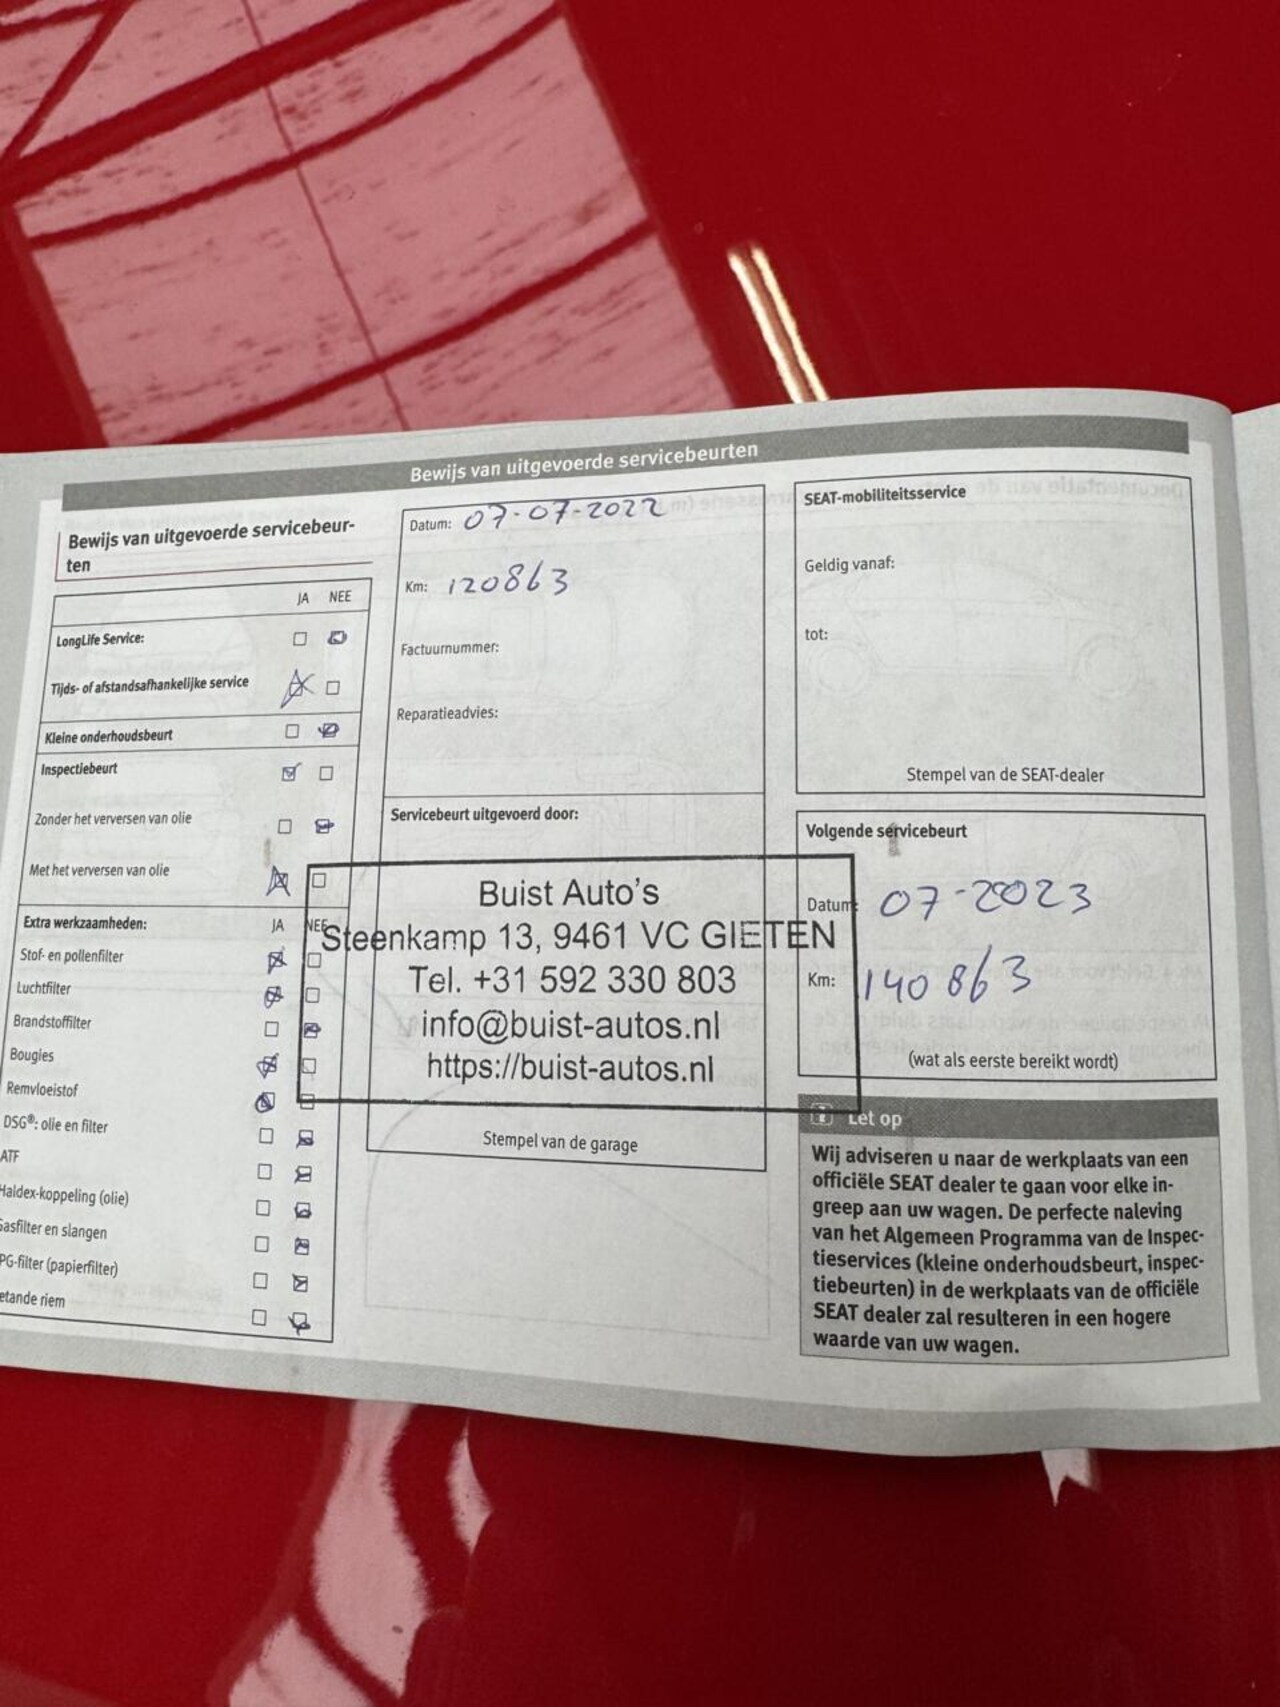 Bewijs van uitgevoerde servicebeurten
Bewijs van uitgevoerde servicebeur-
ten
JA NEE
LongLife Service:
Tijds- of afstandsafhankelijke service
Kleine onderhoudsbeurt
Inspectiebeurt
Zonder het verversen van olie
Met het verversen van olie
Extra werkzaamheden: JA NEE
Stof- en pollenfilter
Luchtfilter
Brandstoffilter
Bougies
Remvloeistof
DSG®: olie en filter
ATF
Haldex-koppeling (olie)
Gasfilter en slangen
PG-filter (papierfilter)
etande riem
Datum: 07-07-2022
Km: 120863
Factuurnummer:
Reparatieadvies:
Servicebeurt uitgevoerd door:
Buist Auto's
Steenkamp 13, 9461 VC GIETEN
Tel. +31 592 330 803
info@buist-autos.nl
https://buist-autos.nl
Stempel van de garage
SEAT-mobiliteitsservice
Geldig vanaf:
tot:
Stempel van de SEAT-dealer
Volgende servicebeurt
Datum: 07-2023
Km: 140863
(wat als eerste bereikt wordt)
Let op
Wij adviseren u naar de werkplaats van een
officiële SEAT dealer te gaan voor elke in-
greep aan uw wagen. De perfecte naleving
van het Algemeen Programma van de Inspec-
tieservices (kleine onderhoudsbeurt, inspec-
tiebeurten) in de werkplaats van de officiële
SEAT dealer zal resulteren in een hogere
waarde van uw wagen.